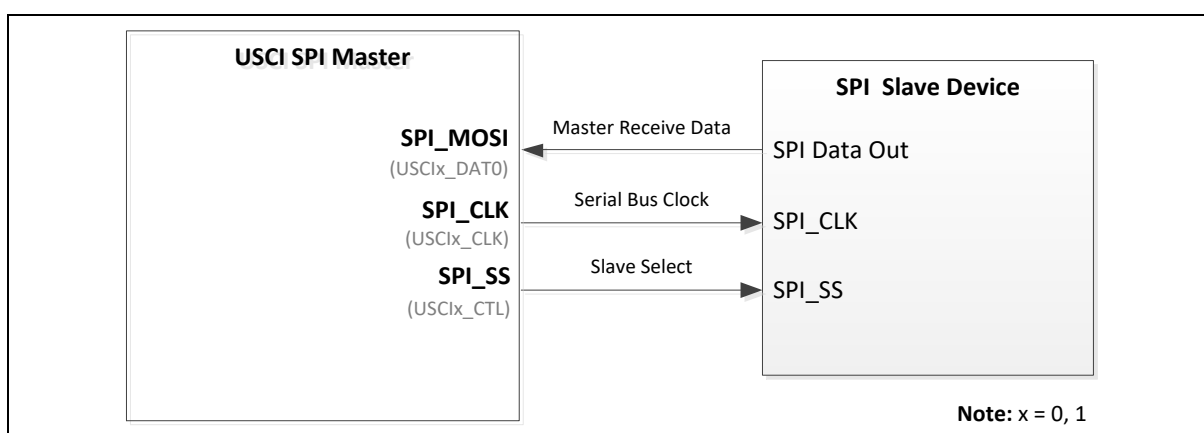 USCI SPI Master
SPI Slave Device
SPI_MOSI
(USCIx_DAT0)
Master Receive Data
SPI Data Out
SPI_CLK
(USCIx_CLK)
Serial Bus Clock
SPI_CLK
SPI_SS
(USCIx_CTL)
Slave Select
SPI_SS
Note: x = 0, 1